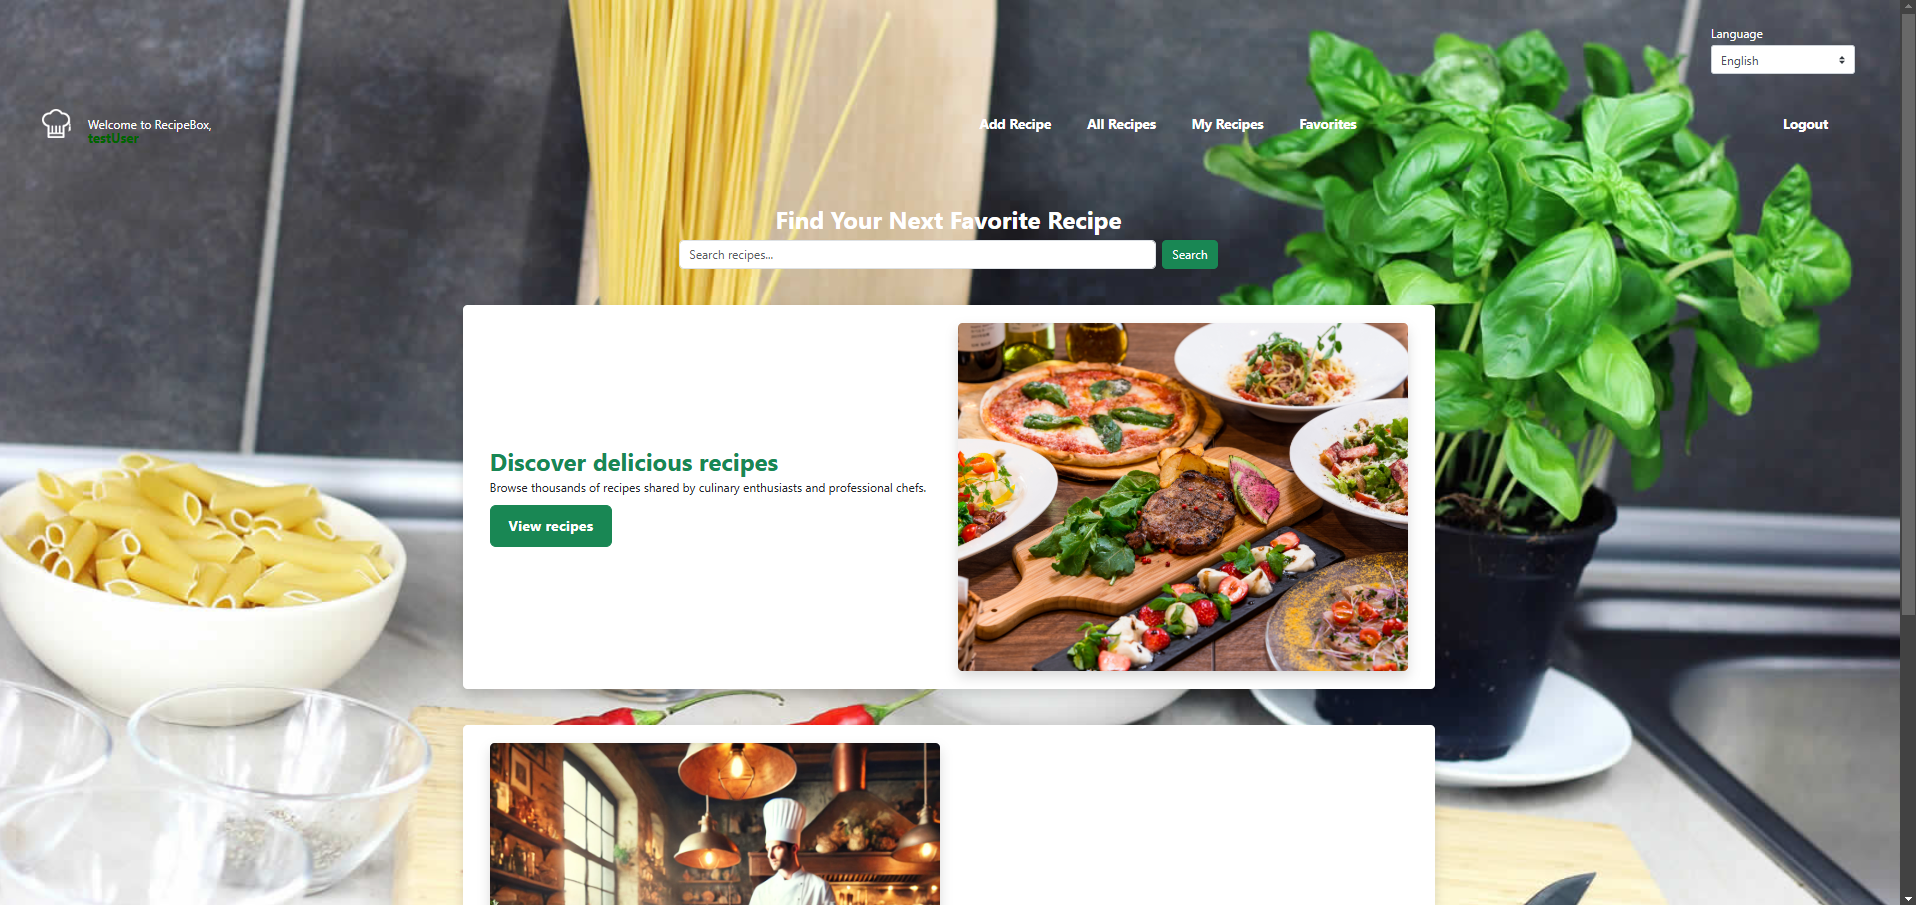 Language
English
Welcome to RecipeBox,
testUser
Add Recipe
All Recipes
My Recipes
Favorites
Logout
Find Your Next Favorite Recipe
Search recipes...
Search
Discover delicious recipes
Browse thousands of recipes shared by culinary enthusiasts and professional chefs.
View recipes